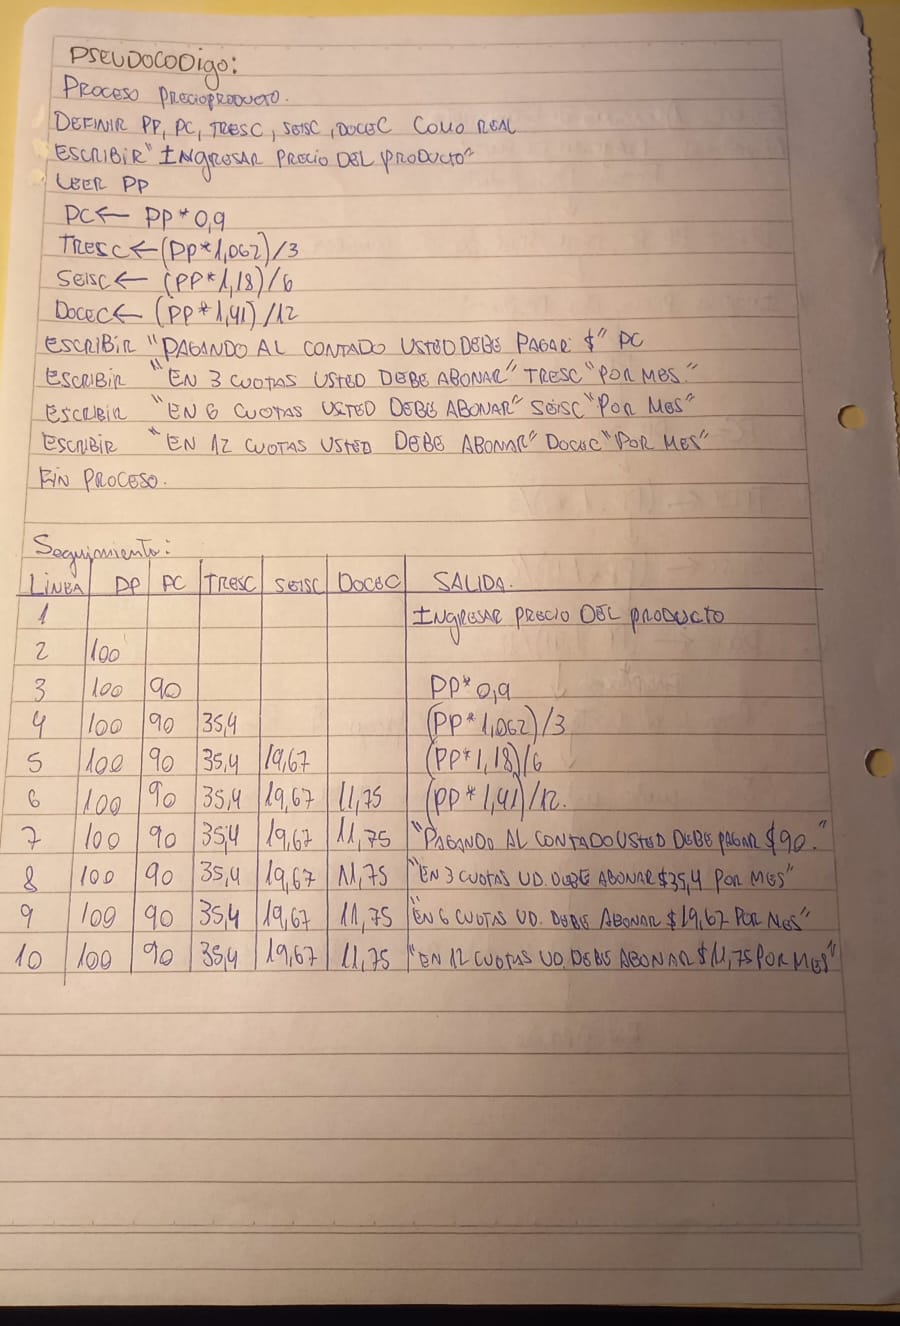 PSEUDOCODIGO:
PROCESO PRECIOPRODUCTO.
DEFINIR PP, PC, TRESC, SEISC, DOCEC COMO REAL
ESCRIBIR "INGRESAR PRECIO DEL PRODUCTO"
LEER PP
PC← PP*0,9
TRESC←(PP*1,062)/3
SEISC← (PP*1,18)/6
DOCEC← (PP*1,41)/12
ESCRIBIR "PAGANDO AL CONTADO USTED DEBE PAGAR $" PC
ESCRIBIR "EN 3 CUOTAS USTED DEBE ABONAR" TRESC "POR MES."
ESCRIBIR "EN 6 CUOTAS USTED DEBE ABONAR" SEISC "POR MES"
ESCRIBIR "EN 12 CUOTAS USTED DEBE ABONAR" DOCEC "POR MES"
FIN PROCESO.
Seguimiento:
LINEA PP PC TRESC SEISC DOCEC SALIDA.
1 INGRESAR PRECIO DEL PRODUCTO
2 100
3 100 90 PP*0,9
4 100 90 35,4 (PP*1,062)/3
5 100 90 35,4 19,67 (PP*1,18)/6
6 100 90 35,4 19,67 11,75 (PP*1,41)/12.
7 100 90 35,4 19,67 11,75 "PAGANDO AL CONTADO USTED DEBE PAGAR $90."
8 100 90 35,4 19,67 11,75 "EN 3 CUOTAS UD. DEBE ABONAR $35,4 POR MES"
9 100 90 35,4 19,67 11,75 "EN 6 CUOTAS UD. DEBE ABONAR $19,67 POR MES"
10 100 90 35,4 19,67 11,75 "EN 12 CUOTAS UD. DEBE ABONAR $11,75 POR MES"